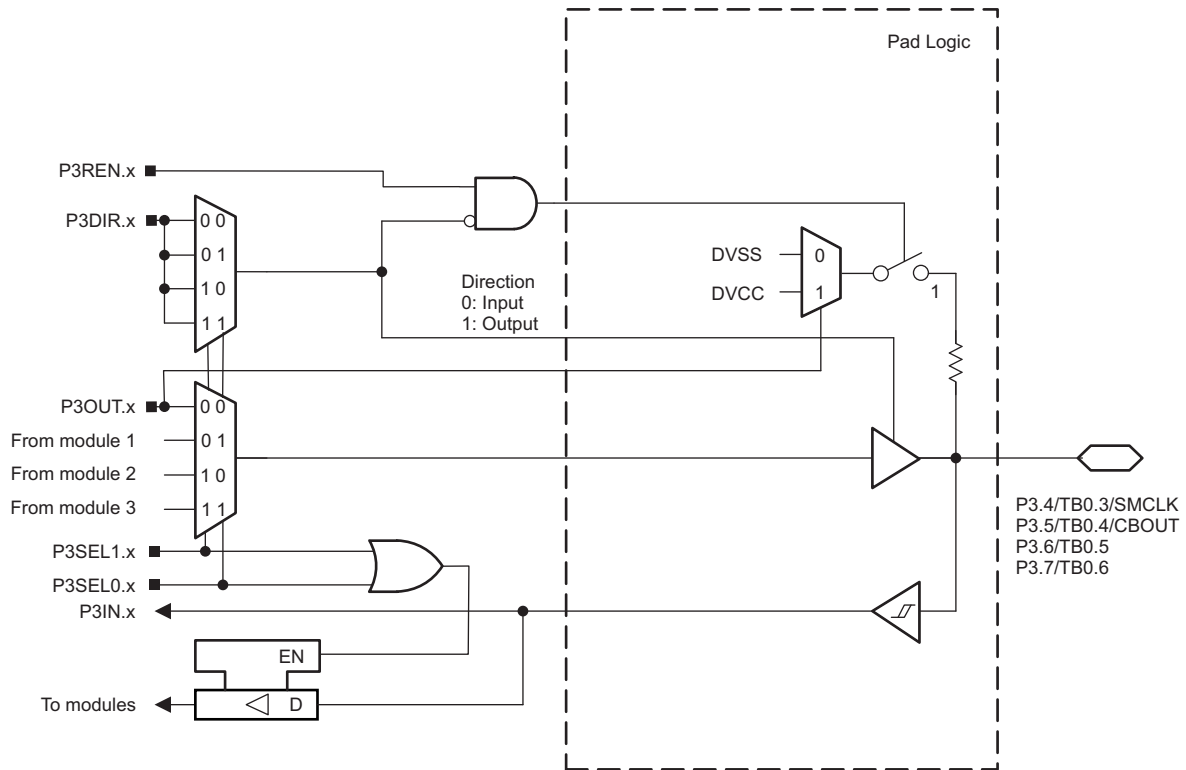 Pad Logic
P3REN.x
P3DIR.x
0 0
0 1
1 0
1 1
Direction
0: Input
1: Output
DVSS
DVCC
0
1
1
P3OUT.x
From module 1
From module 2
From module 3
0 0
0 1
1 0
1 1
P3SEL1.x
P3SEL0.x
P3IN.x
EN
D
To modules
P3.4/TB0.3/SMCLK
P3.5/TB0.4/CBOUT
P3.6/TB0.5
P3.7/TB0.6